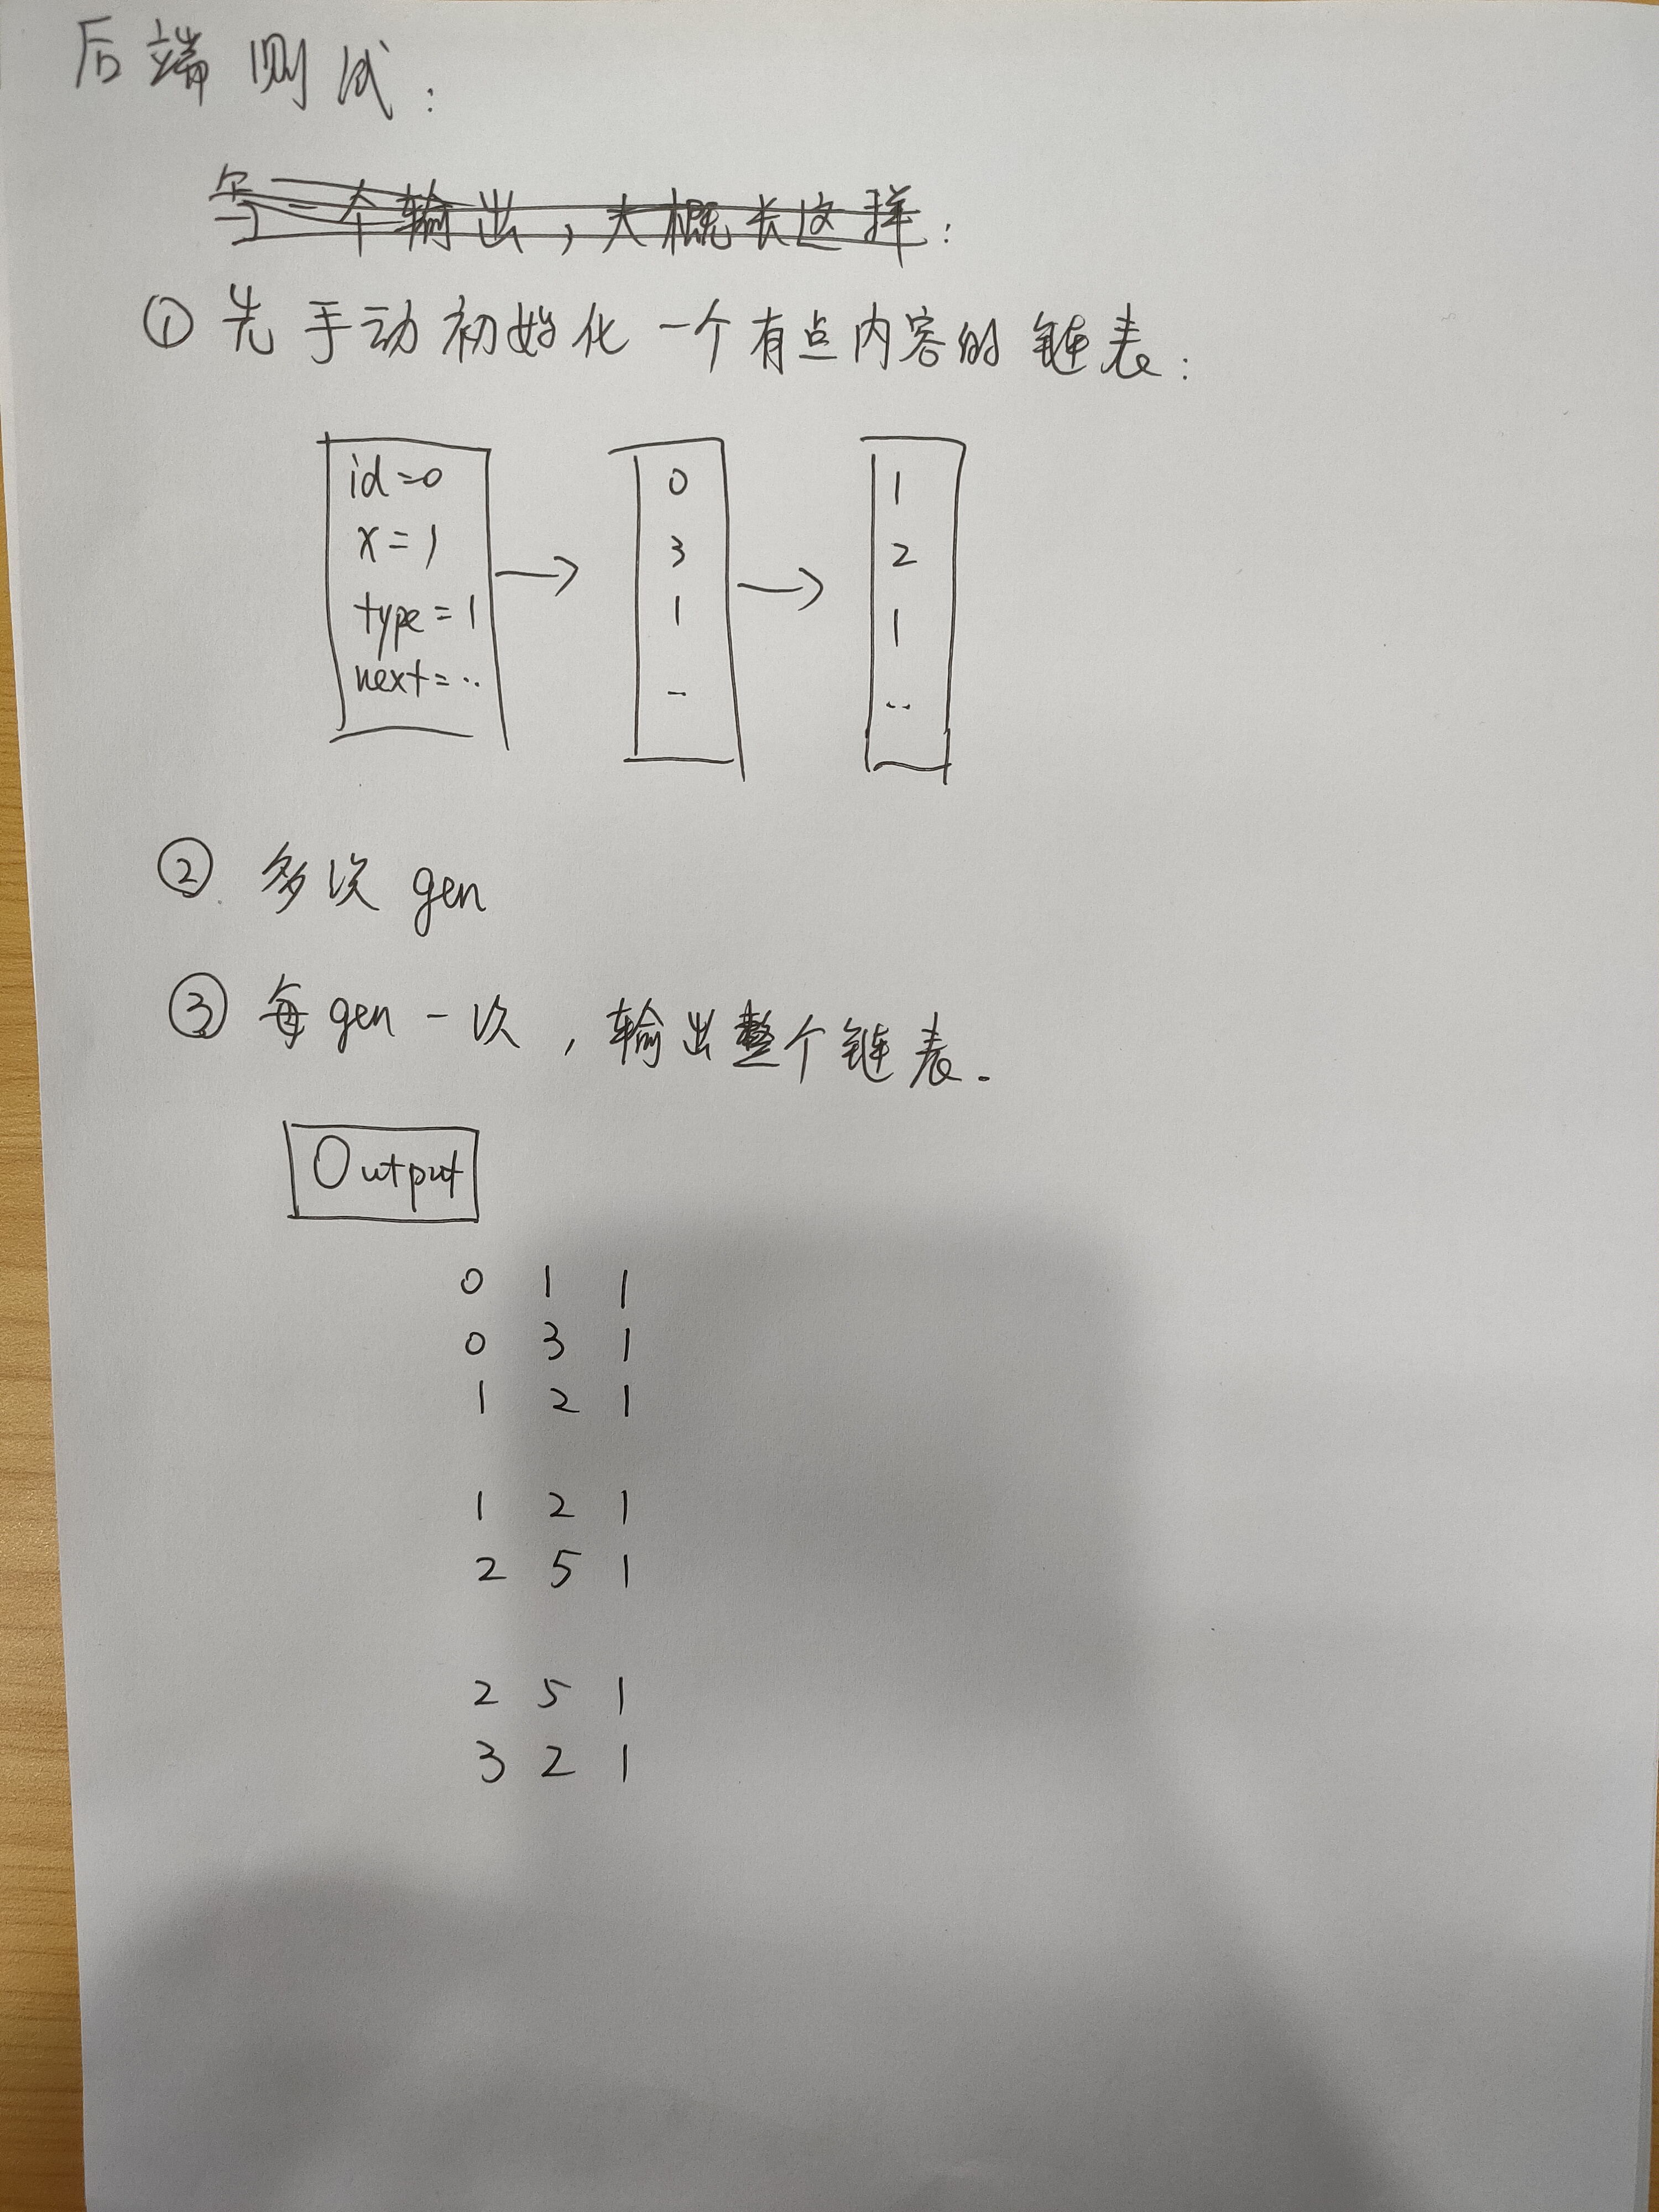 后端测试：
写一个输出，大概长这样：
① 先手动初始化一个有点内容的链表：
id=0 0 1
x=1 3 2
type=1 1 1
next=.. - ..
② 多次 gen
③ 每gen一次，输出整个链表.
Output
0 1 1
0 3 1
1 2 1
1 2 1
2 5 1
2 5 1
3 2 1